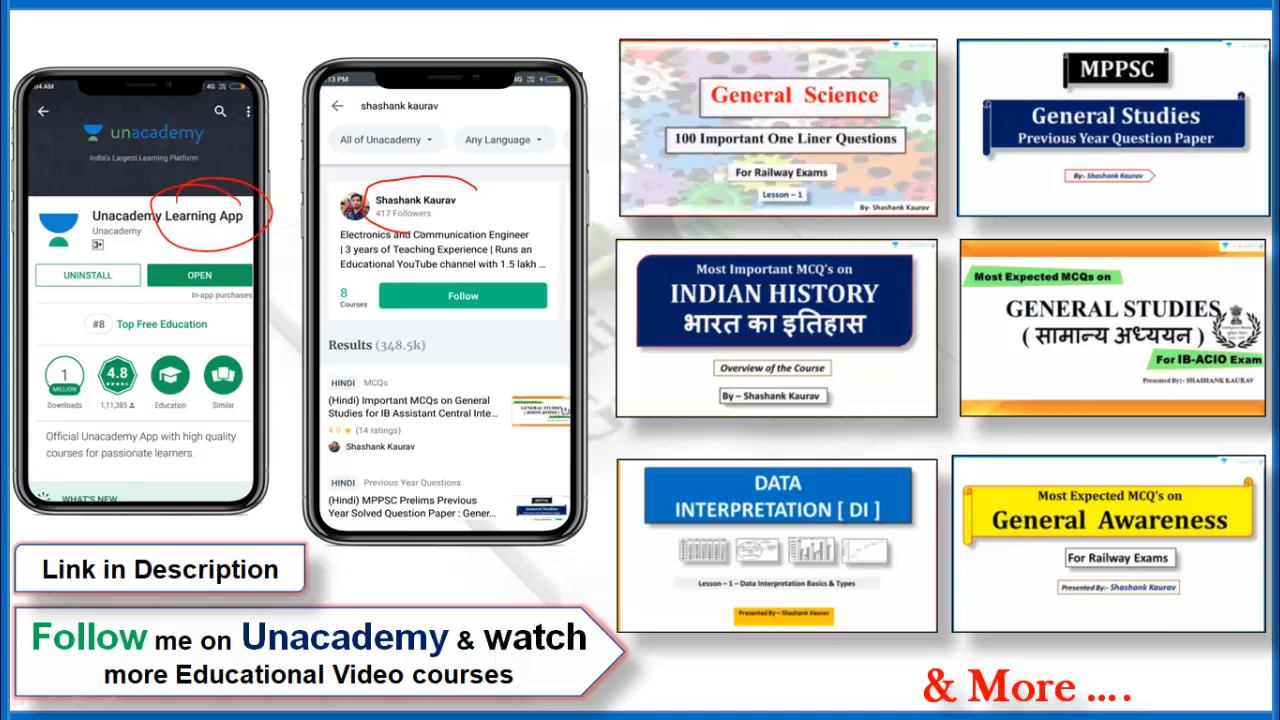 04 AM
4G
unacademy
India's Largest Learning Platform
Unacademy Learning App
Unacademy
3+
UNINSTALL
OPEN
In-app purchases
#8 Top Free Education
1
MILLION
4.8
Downloads
1,11,385
Education
Similar
Official Unacademy App with high quality
courses for passionate learners.
WHAT'S NEW
:13 PM
4G
shashank kaurav
All of Unacademy
Any Language
Shashank Kaurav
417 Followers
Electronics and Communication Engineer
| 3 years of Teaching Experience | Runs an
Educational YouTube channel with 1.5 lakh ...
8
Courses
Follow
Results (348.5k)
HINDI MCQs
(Hindi) Important MCQs on General
Studies for IB Assistant Central Inte...
4.9 ★ (14 ratings)
Shashank Kaurav
HINDI Previous Year Questions
(Hindi) MPPSC Prelims Previous
Year Solved Question Paper : Gener...
General Science
100 Important One Liner Questions
For Railway Exams
Lesson – 1
By- Shashank Kaurav
MPPSC
General Studies
Previous Year Question Paper
By:- Shashank Kaurav
Most Important MCQ's on
INDIAN HISTORY
भारत का इतिहास
Overview of the Course
By – Shashank Kaurav
Most Expected MCQs on
GENERAL STUDIES
( सामान्य अध्ययन )
For IB-ACIO Exam
Presented By:- SHASHANK KAURAV
DATA
INTERPRETATION [ DI ]
Lesson – 1 – Data Interpretation Basics & Types
Presented By – Shashank Kaurav
Most Expected MCQ's on
General Awareness
For Railway Exams
Presented By:- Shashank Kaurav
Link in Description
Follow me on Unacademy & watch
more Educational Video courses
& More ....